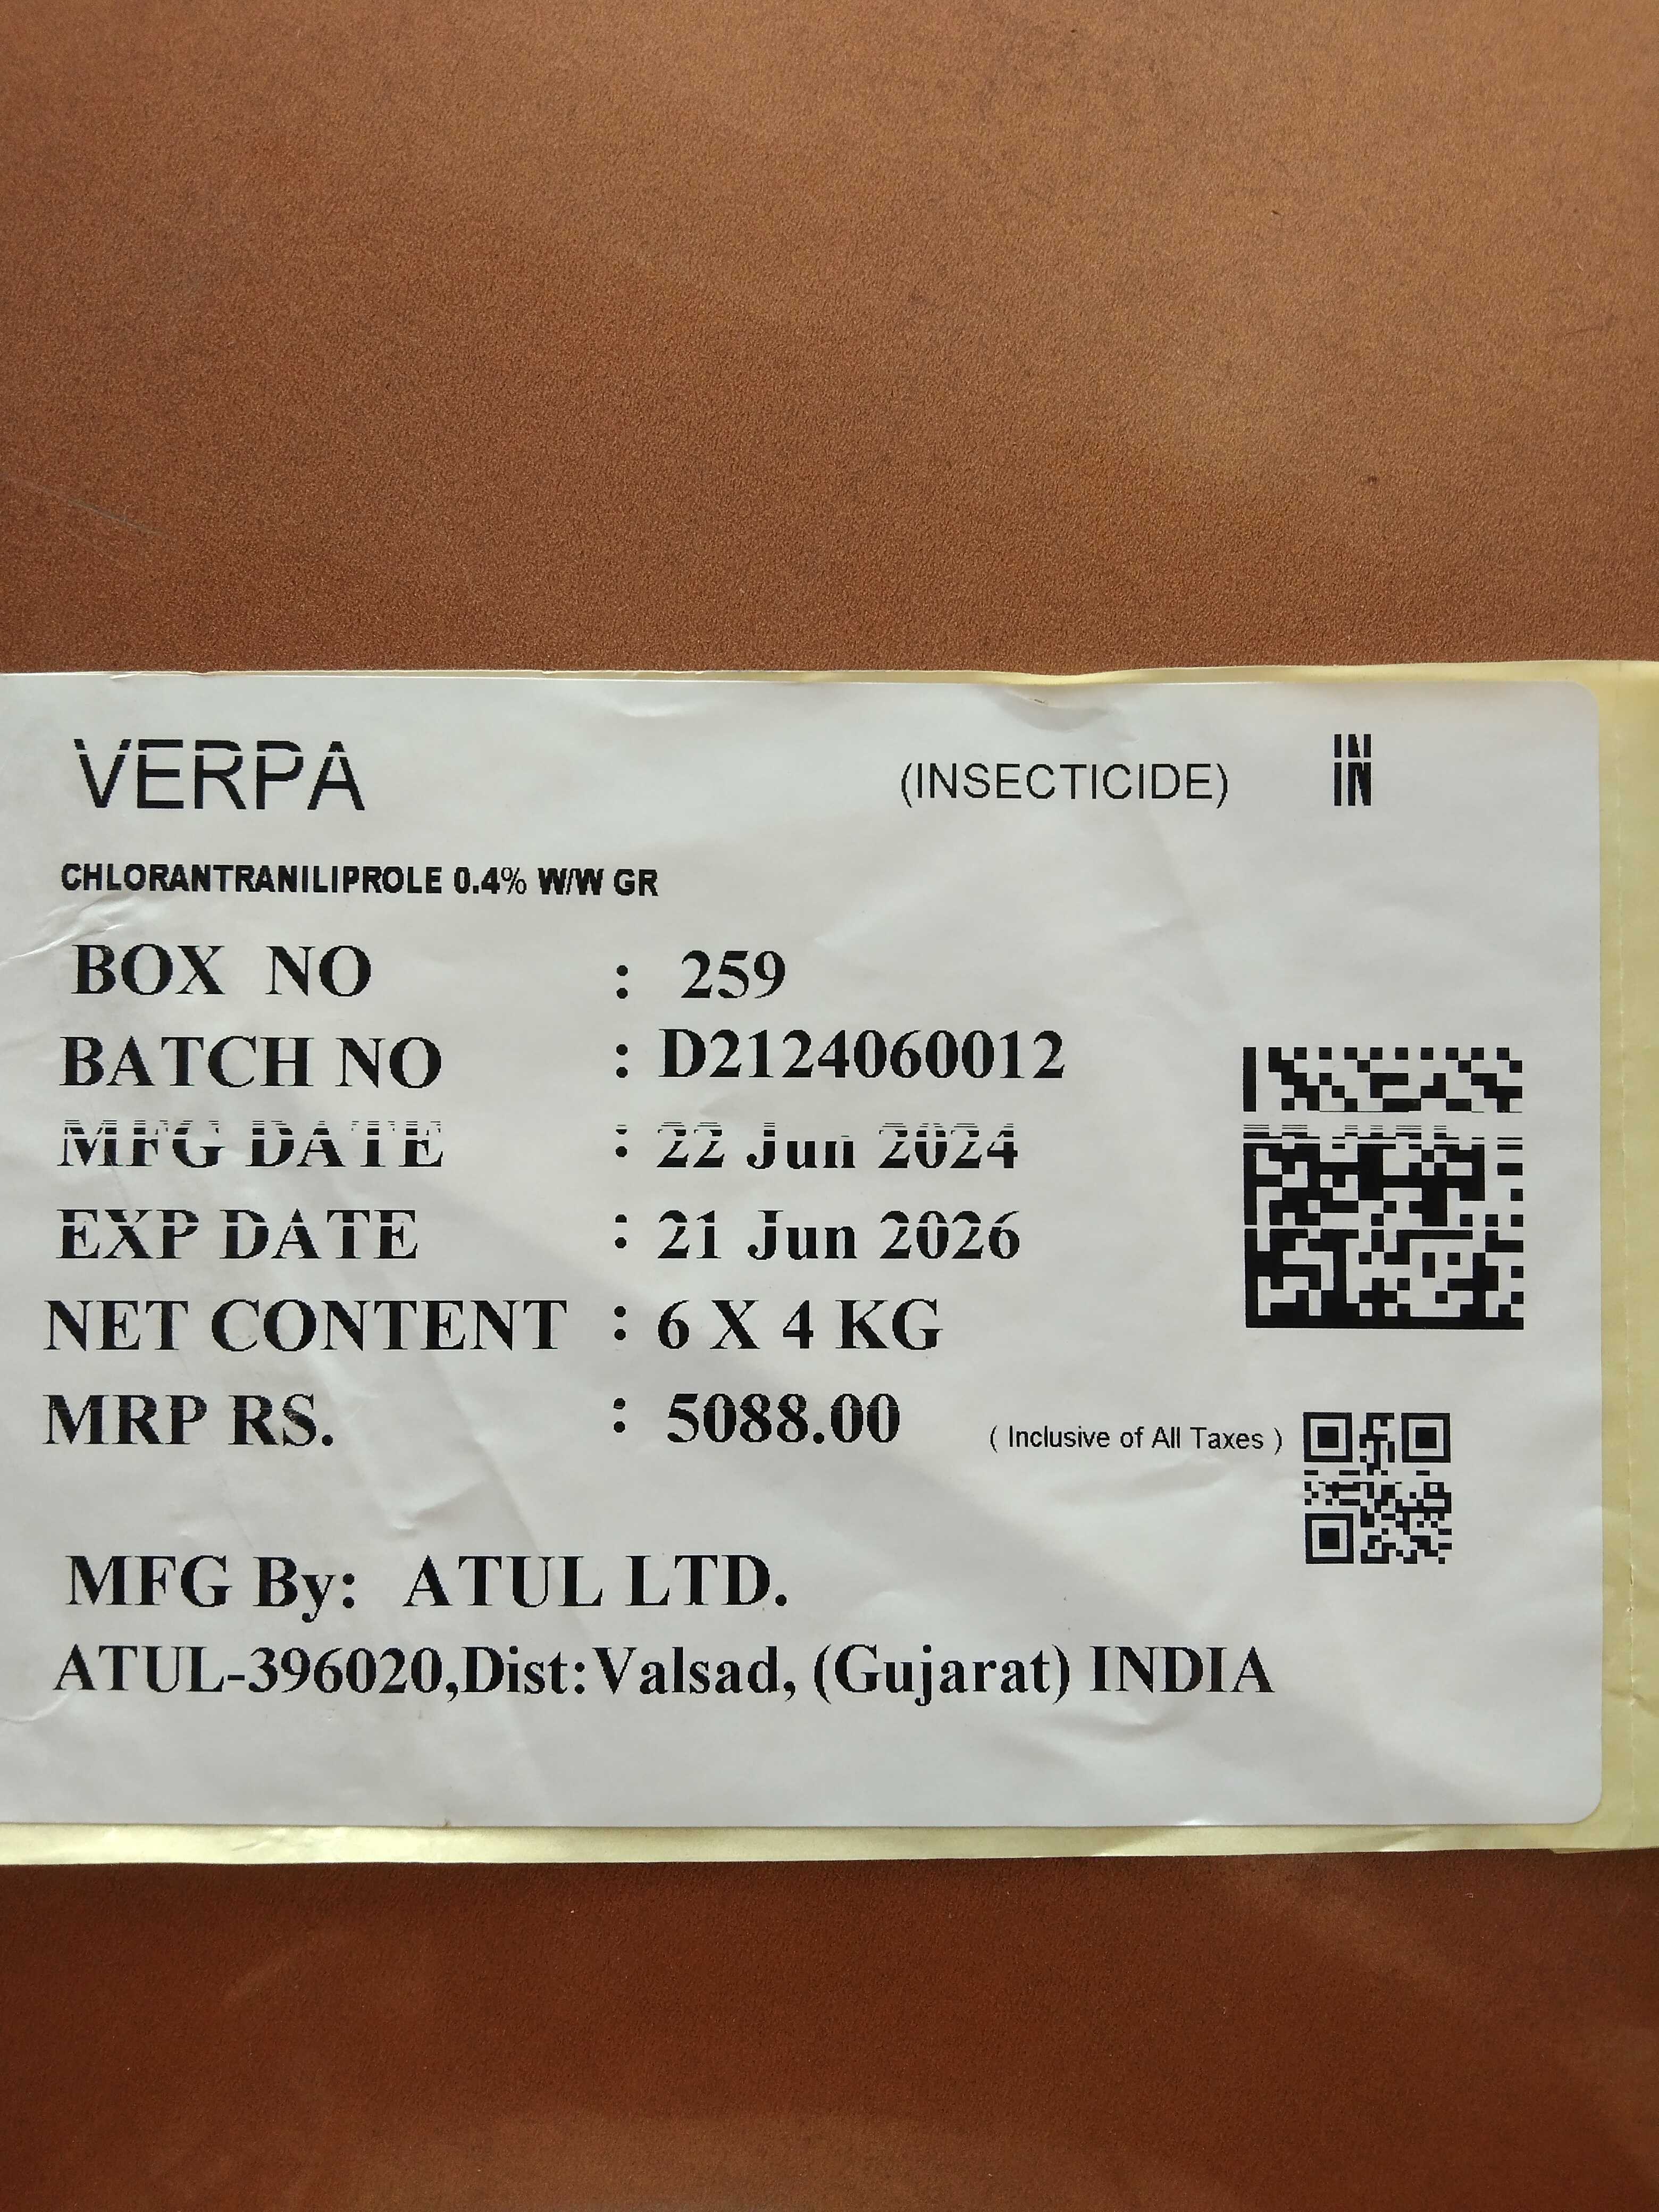 VERPA (INSECTICIDE) IN
CHLORANTRANILIPROLE 0.4% W/W GR
BOX NO : 259
BATCH NO : D2124060012
MFG DATE : 22 Jun 2024
EXP DATE : 21 Jun 2026
NET CONTENT : 6 X 4 KG
MRP RS. : 5088.00 ( Inclusive of All Taxes )
MFG By: ATUL LTD.
ATUL-396020,Dist:Valsad, (Gujarat) INDIA